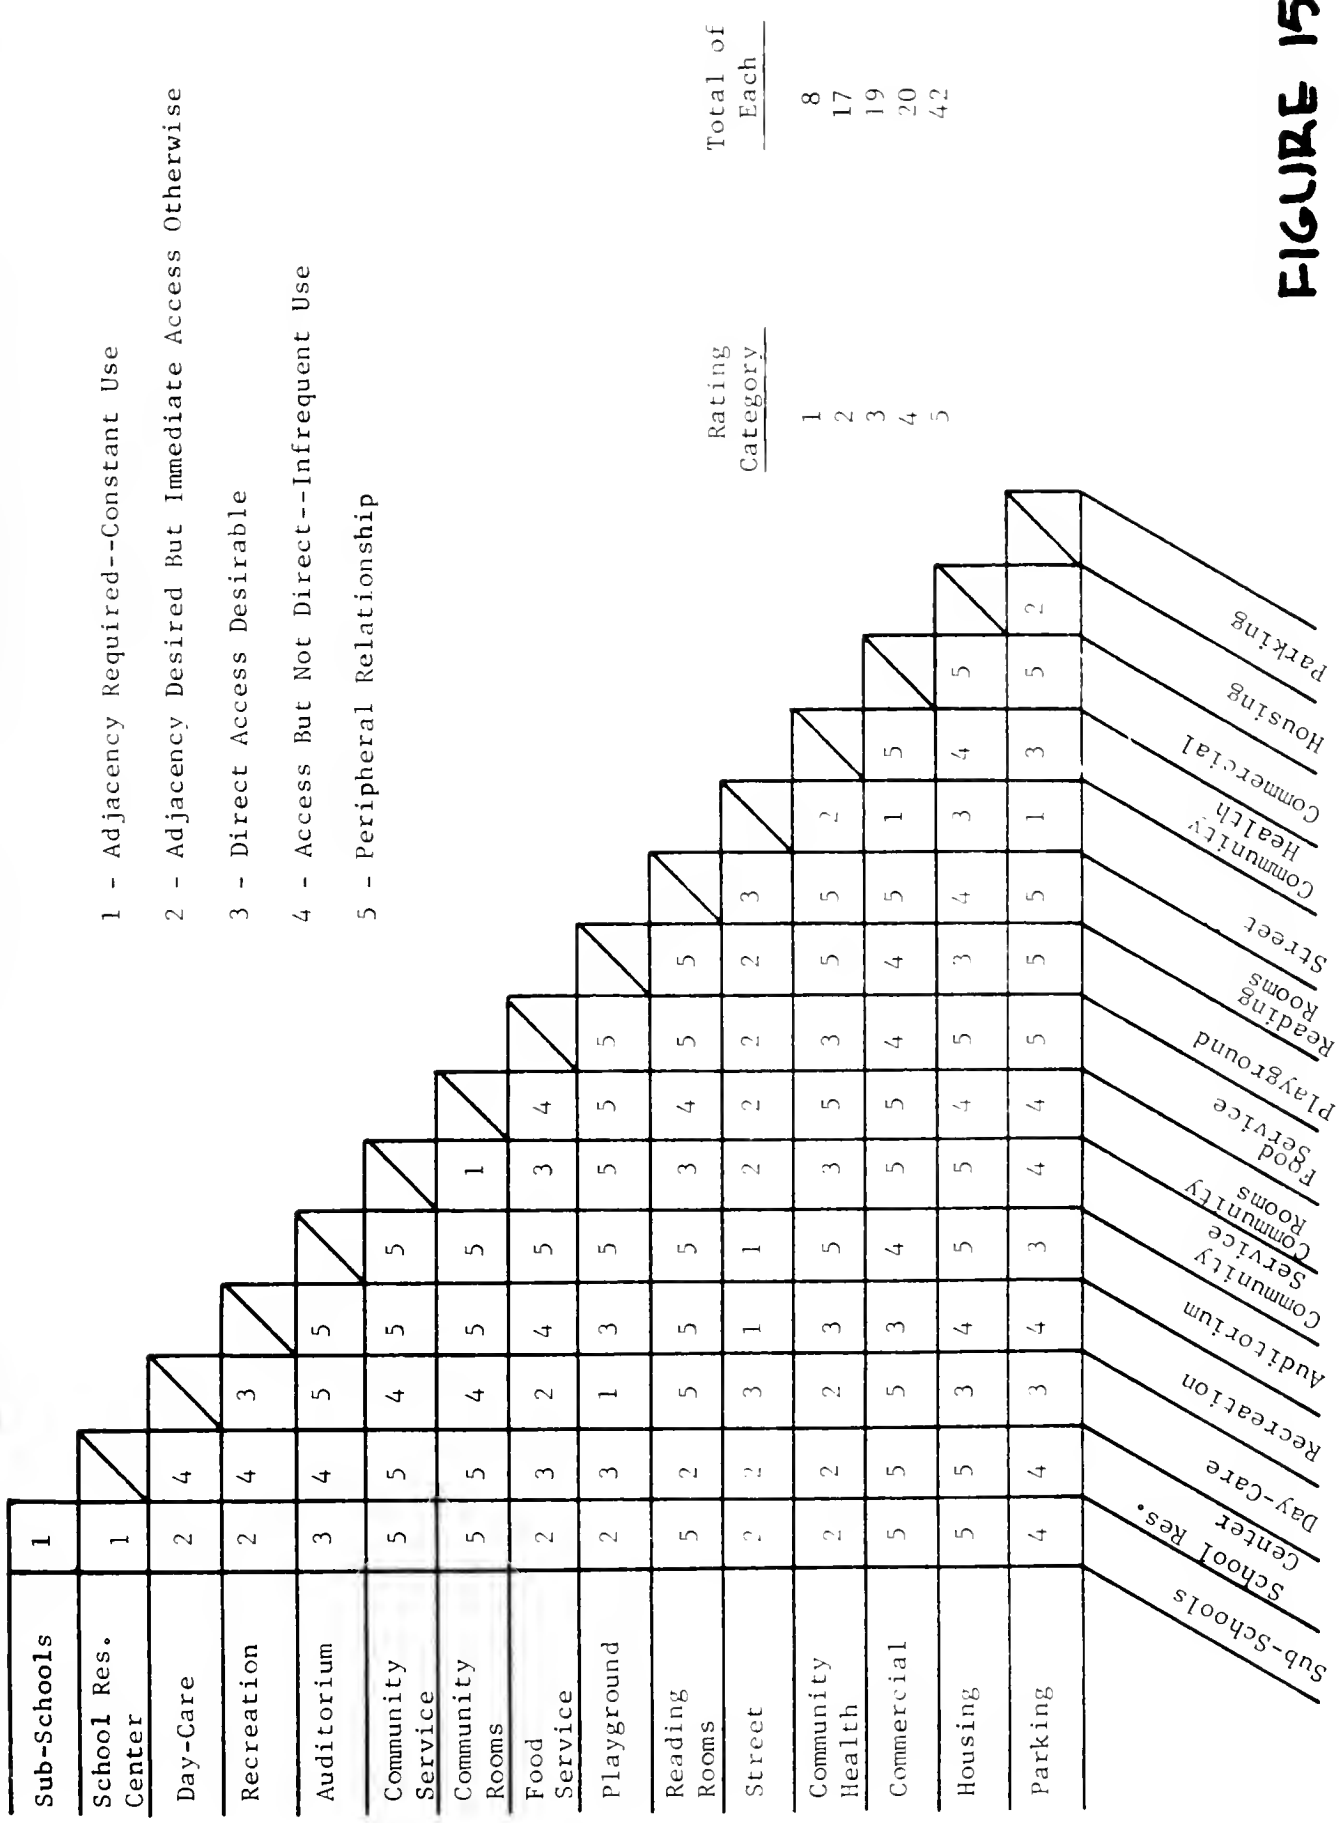 Sub-Schools 1
School Res. Center 1
Day-Care 2 4
Recreation 2 4 3
Auditorium 3 4 5 5
Community Service 5 5 4 5 5
Community Rooms 5 5 4 5 5 1
Food Service 2 3 2 4 5 3 4
Playground 2 3 1 3 5 5 5 5
Reading Rooms 5 2 5 5 5 3 4 5 5
Street 2 2 3 1 1 2 2 2 2 3
Community Health 2 2 2 3 5 3 5 3 5 5 2
Commercial 5 5 5 3 4 5 5 4 4 5 1 5
Housing 5 5 3 4 5 5 4 5 3 4 3 4 5
Parking 4 4 3 4 3 4 4 5 5 5 1 3 5 2
Sub-Schools
School Res. Center
Day-Care
Recreation
Auditorium
Community Service
Community Rooms
Food Service
Playground
Reading Rooms
Street
Community Health
Commercial
Housing
Parking
1 - Adjacency Required--Constant Use
2 - Adjacency Desired But Immediate Access Otherwise
3 - Direct Access Desirable
4 - Access But Not Direct--Infrequent Use
5 - Peripheral Relationship
Rating Category Total of Each
1 8
2 17
3 19
4 20
5 42
FIGURE 15